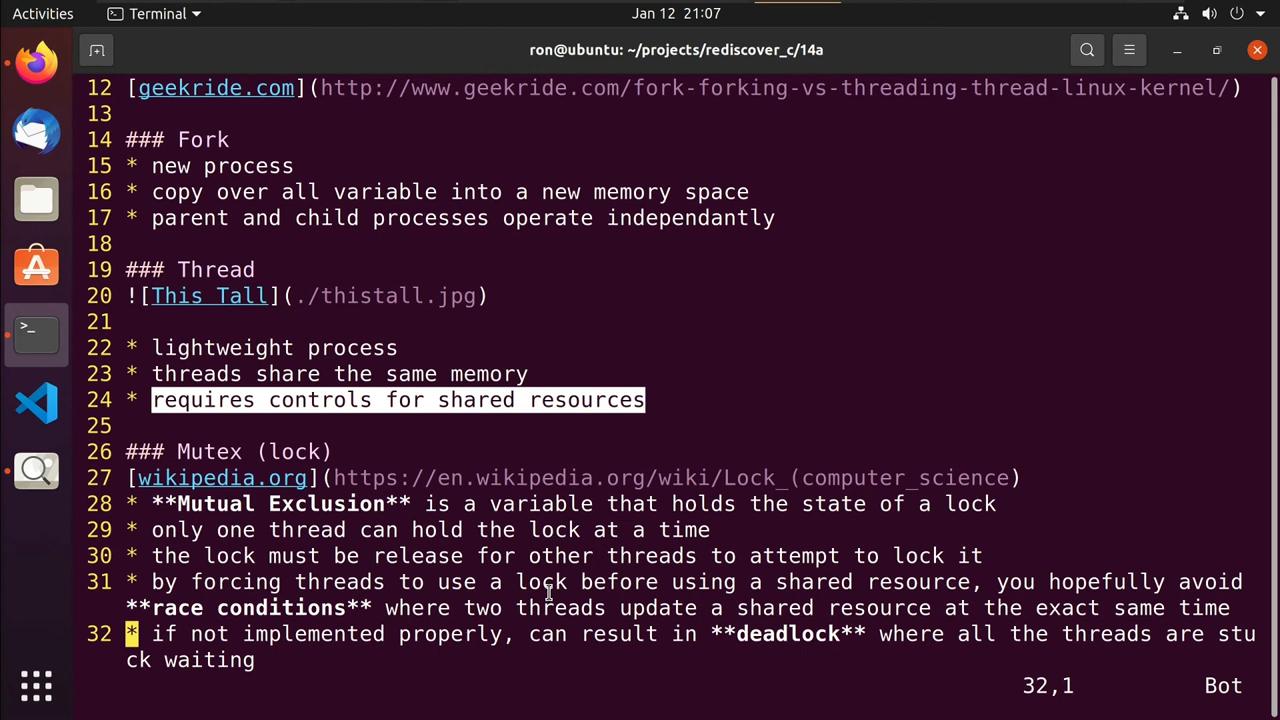 Activities
Terminal
Jan 12 21:07
ron@ubuntu: ~/projects/rediscover_c/14a
12 [geekride.com](http://www.geekride.com/fork-forking-vs-threading-thread-linux-kernel/)
13
14 ### Fork
15 * new process
16 * copy over all variable into a new memory space
17 * parent and child processes operate independantly
18
19 ### Thread
20 ![This Tall](./thistall.jpg)
21
22 * lightweight process
23 * threads share the same memory
24 * requires controls for shared resources
25
26 ### Mutex (lock)
27 [wikipedia.org](https://en.wikipedia.org/wiki/Lock_(computer_science)
28 * **Mutual Exclusion** is a variable that holds the state of a lock
29 * only one thread can hold the lock at a time
30 * the lock must be release for other threads to attempt to lock it
31 * by forcing threads to use a lock before using a shared resource, you hopefully avoid
**race conditions** where two threads update a shared resource at the exact same time
32 * if not implemented properly, can result in **deadlock** where all the threads are stu
ck waiting
32,1 Bot